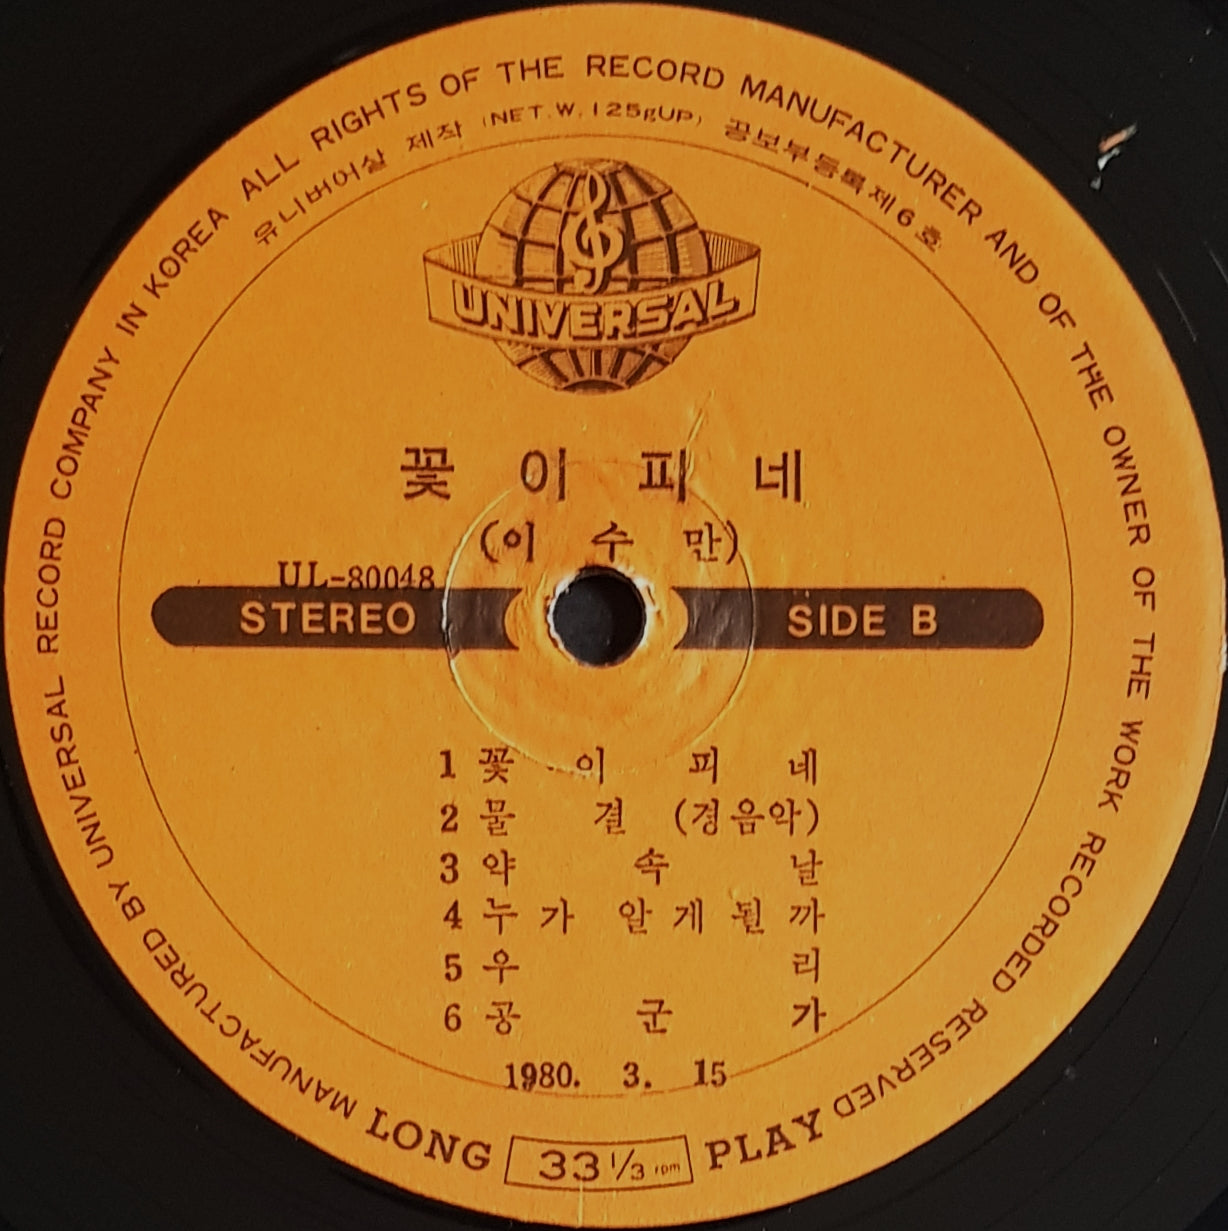 MANUFACTURED BY UNIVERSAL RECORD COMPANY IN KOREA ALL RIGHTS OF THE RECORD MANUFACTURER AND OF THE OWNER OF THE WORK RECORDED RESERVED
유니버어살 제작 (NET.W.125gUP) 공보부등록제6호
UNIVERSAL
꽃 이 피 네
(이 수 만)
UL-80048
STEREO SIDE B
1 꽃 이 피 네
2 물 결 (경음악)
3 약 속 날
4 누 가 알 게 될 까
5 우 리
6 공 군 가
1980. 3. 15
LONG 33 1/3 rpm PLAY